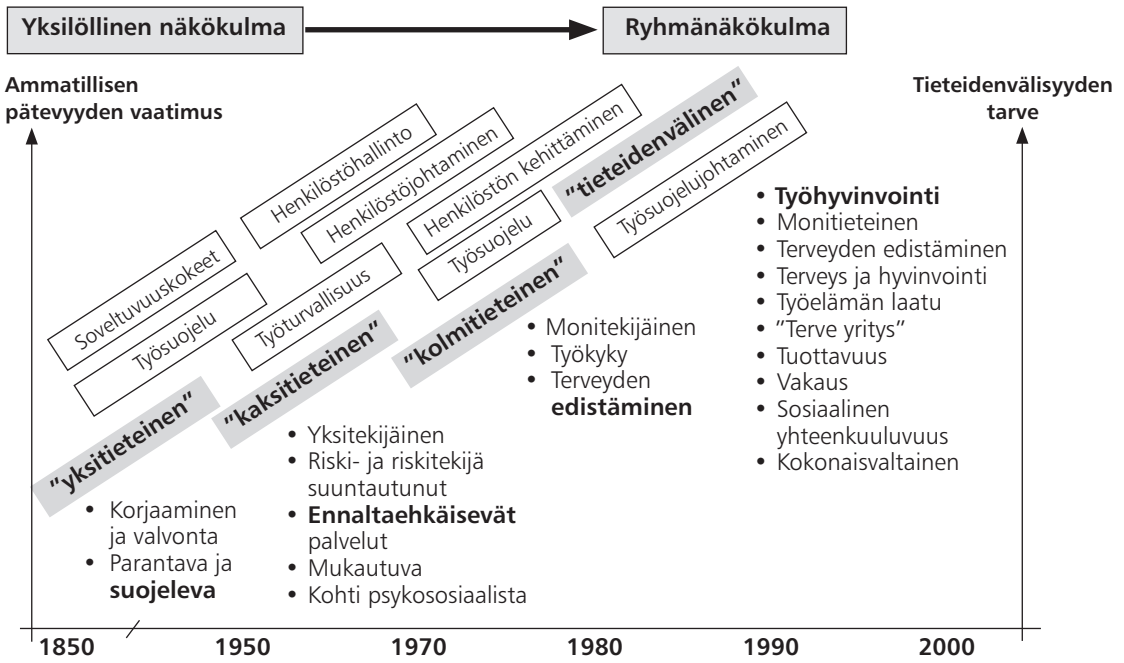 Yksilöllinen näkökulma
Ryhmänäkökulma
Ammatillisen
pätevyyden vaatimus
Tieteidenvälisyyden
tarve
Soveltuvuuskokeet
Työsuojelu
"yksitieteinen"
Henkilöstöhallinto
Henkilöstöjohtaminen
Työturvallisuus
"kaksitieteinen"
Henkilöstön kehittäminen
Työsuojelu
"kolmitieteinen"
"tieteidenvälinen"
Työsuojelujohtaminen
• Korjaaminen
ja valvonta
• Parantava ja
suojeleva
• Yksitekijäinen
• Riski- ja riskitekijä
suuntautunut
• Ennaltaehkäisevät
palvelut
• Mukautuva
• Kohti psykososiaalista
• Monitekijäinen
• Työkyky
• Terveyden
edistäminen
• Työhyvinvointi
• Monitieteinen
• Terveyden edistäminen
• Terveys ja hyvinvointi
• Työelämän laatu
• "Terve yritys"
• Tuottavuus
• Vakaus
• Sosiaalinen
yhteenkuuluvuus
• Kokonaisvaltainen
1850 1950 1970 1980 1990 2000